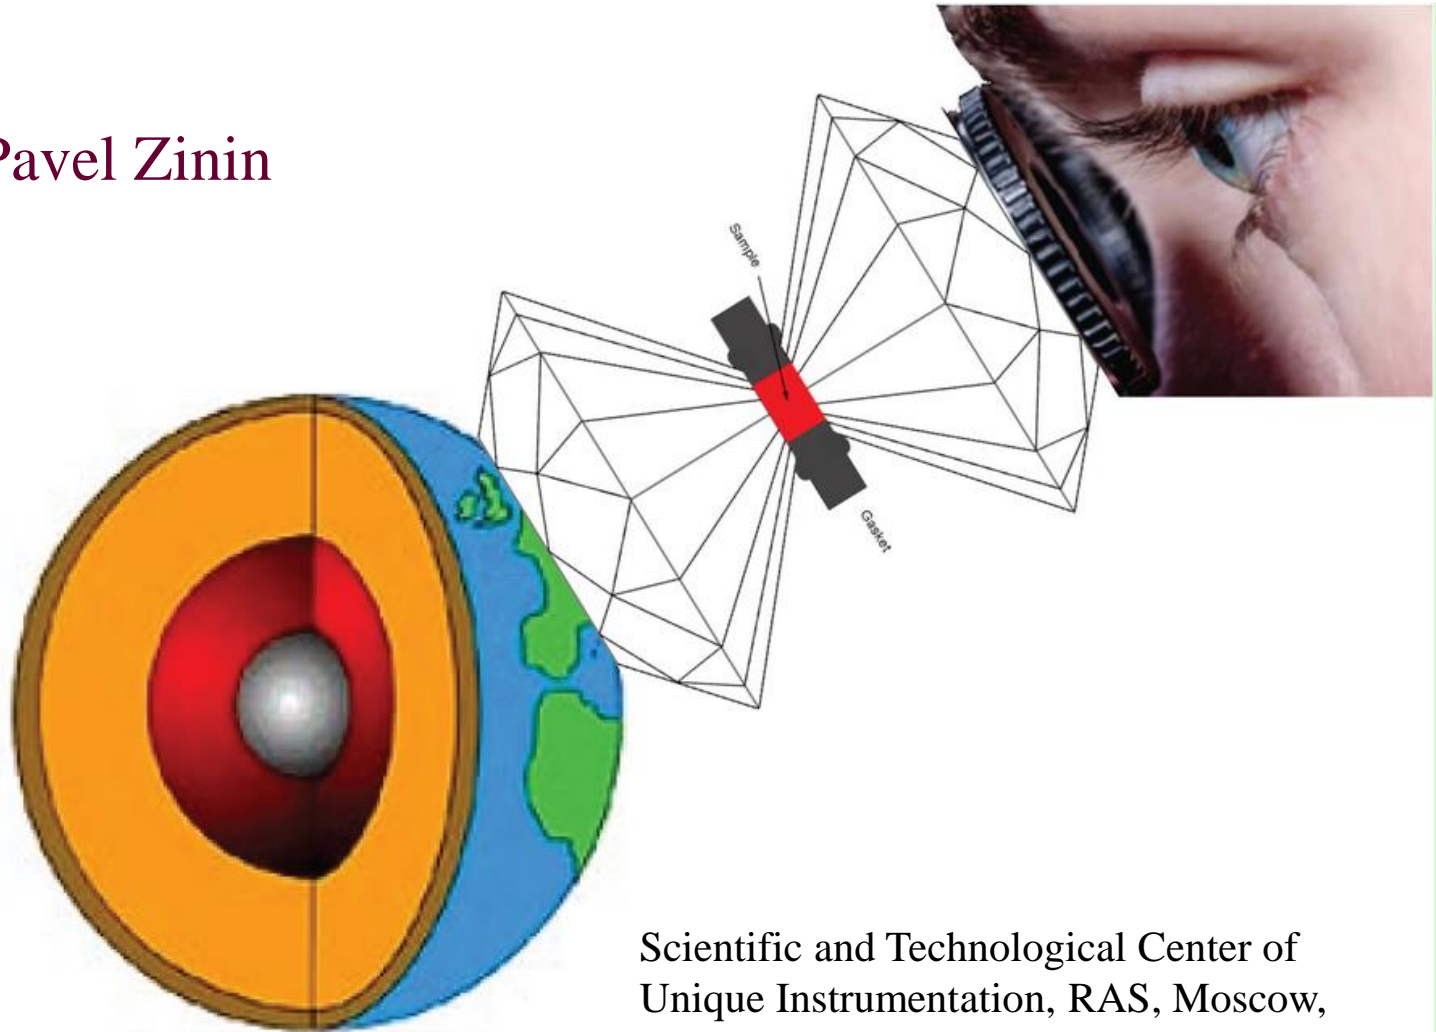 Pavel Zinin
Sample
Gasket
Scientific and Technological Center of
Unique Instrumentation, RAS, Moscow,